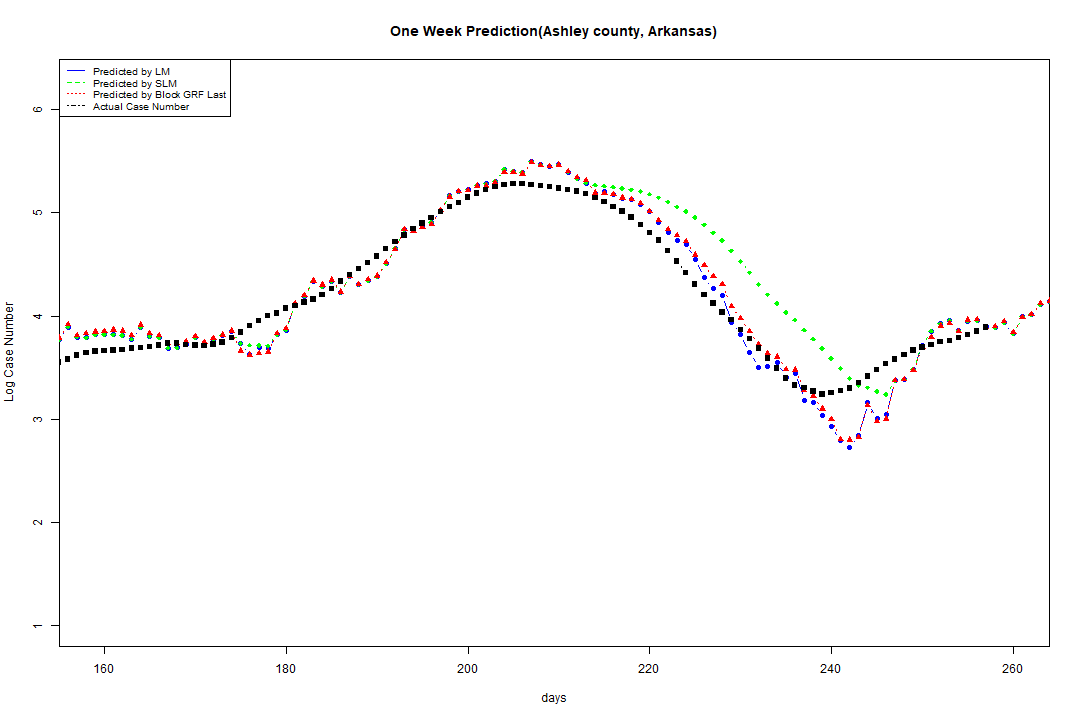 One Week Prediction(Ashley county, Arkansas)
Predicted by LM
Predicted by SLM
Predicted by Block GRF Last
Actual Case Number
6
5
4
3
2
1
Log Case Number
160 180 200 220 240 260
days